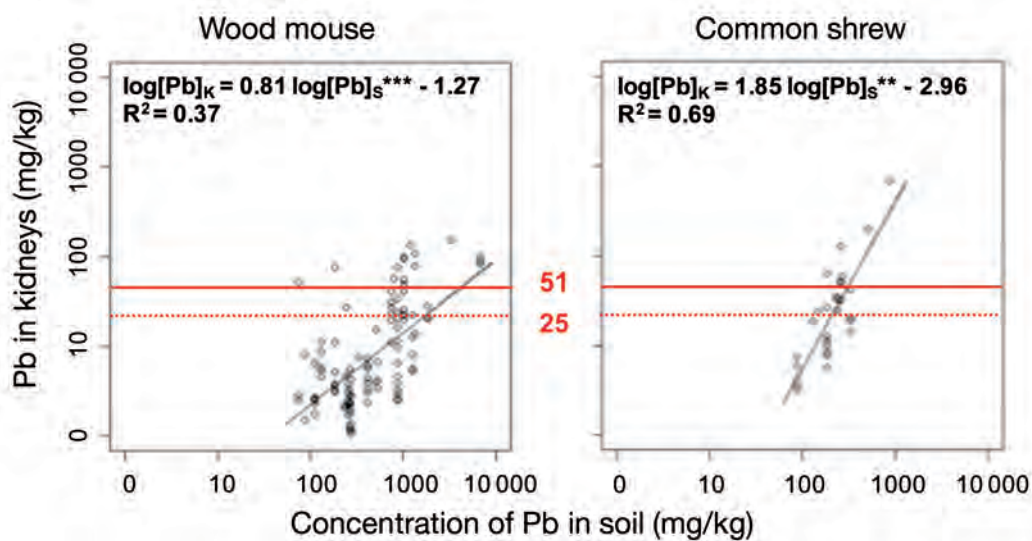 Wood mouse
Common shrew
log[Pb]K = 0.81 log[Pb]S*** - 1.27
R² = 0.37
log[Pb]K = 1.85 log[Pb]S** - 2.96
R² = 0.69
Pb in kidneys (mg/kg)
10 000
1000
100
10
0
51
25
0 10 100 1000 10 000
0 10 100 1000 10 000
Concentration of Pb in soil (mg/kg)